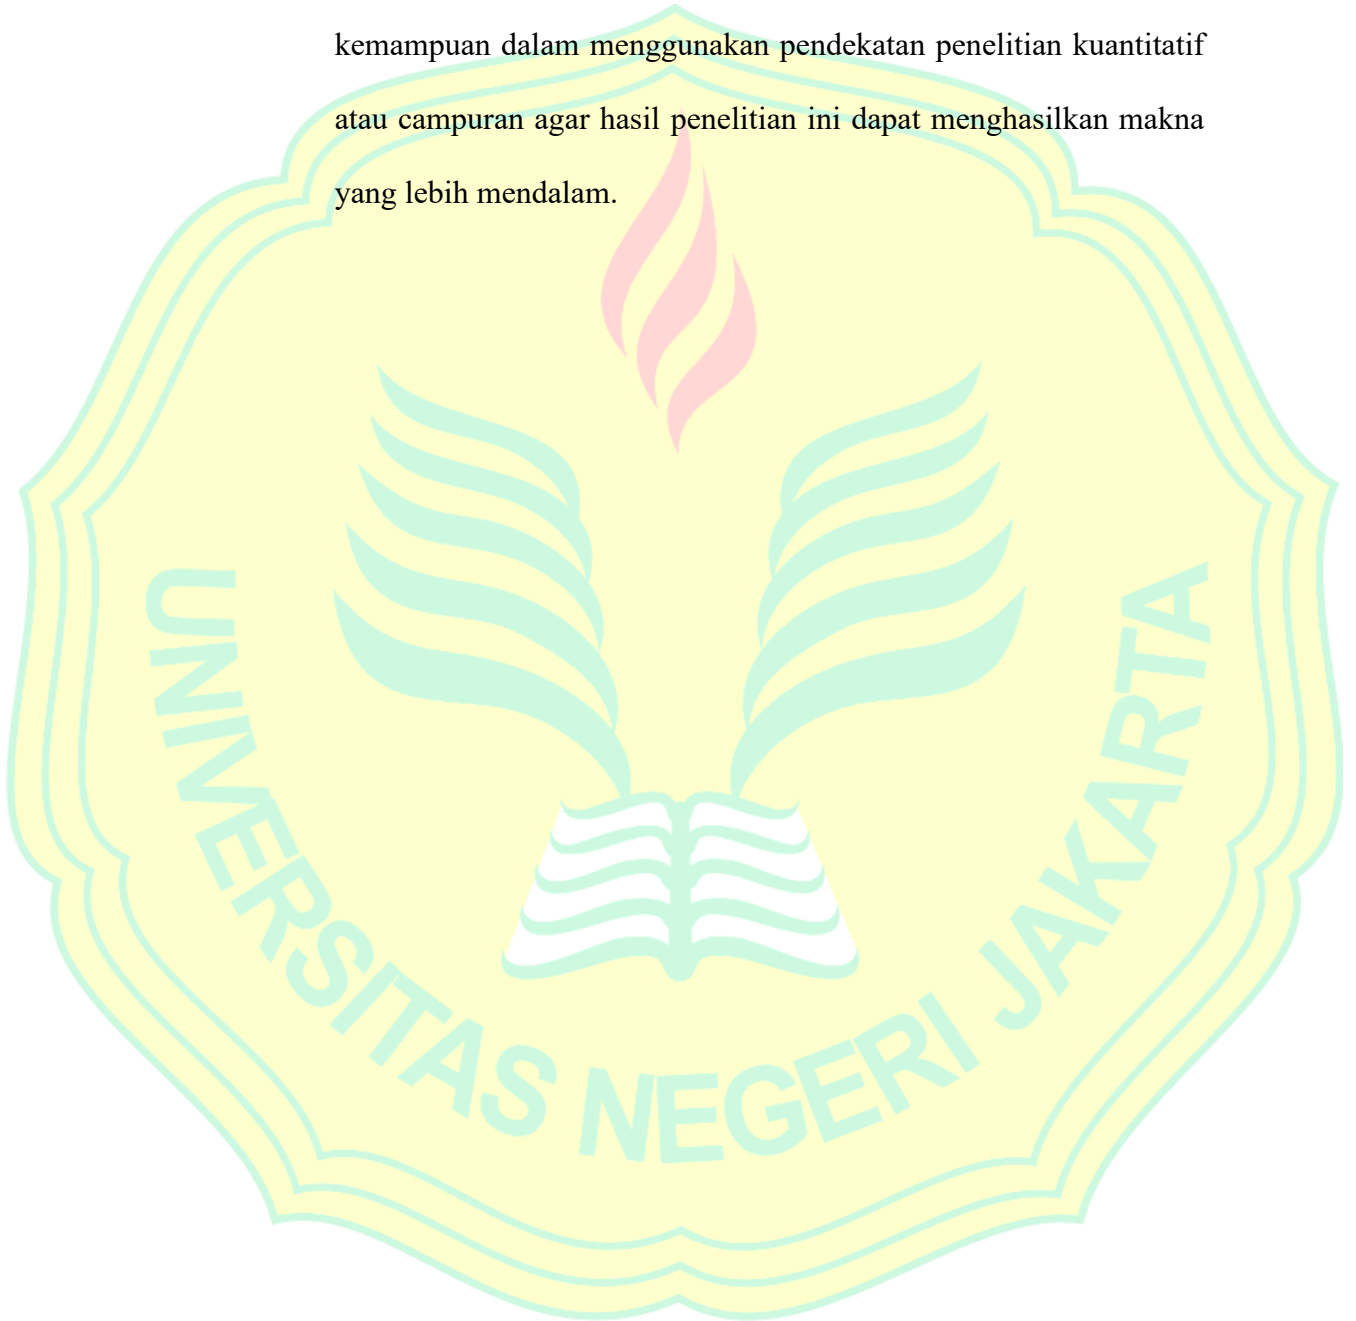 kemampuan dalam menggunakan pendekatan penelitian kuantitatif
atau campuran agar hasil penelitian ini dapat menghasilkan makna
yang lebih mendalam.
UNIVERSITAS NEGERI JAKARTA